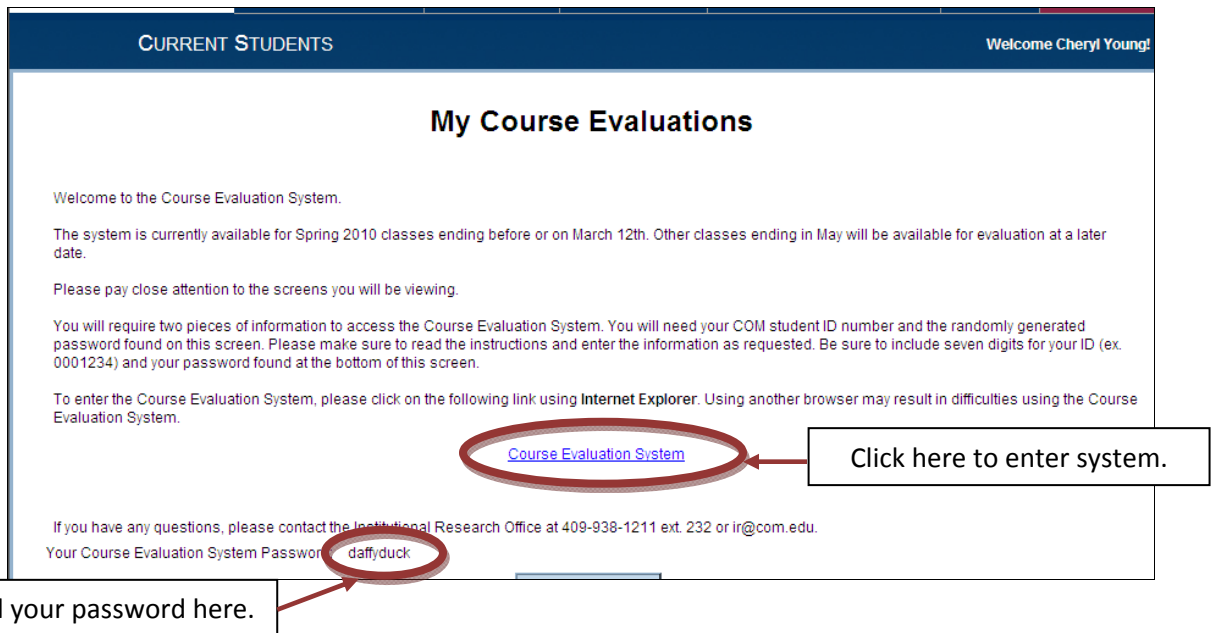 CURRENT STUDENTS
Welcome Cheryl Young!
My Course Evaluations
Welcome to the Course Evaluation System.
The system is currently available for Spring 2010 classes ending before or on March 12th. Other classes ending in May will be available for evaluation at a later
date.
Please pay close attention to the screens you will be viewing.
You will require two pieces of information to access the Course Evaluation System. You will need your COM student ID number and the randomly generated
password found on this screen. Please make sure to read the instructions and enter the information as requested. Be sure to include seven digits for your ID (ex.
0001234) and your password found at the bottom of this screen.
To enter the Course Evaluation System, please click on the following link using Internet Explorer. Using another browser may result in difficulties using the Course
Evaluation System.
Course Evaluation System
Click here to enter system.
If you have any questions, please contact the Institutional Research Office at 409-938-1211 ext. 232 or ir@com.edu.
Your Course Evaluation System Password daffyduck
your password here.